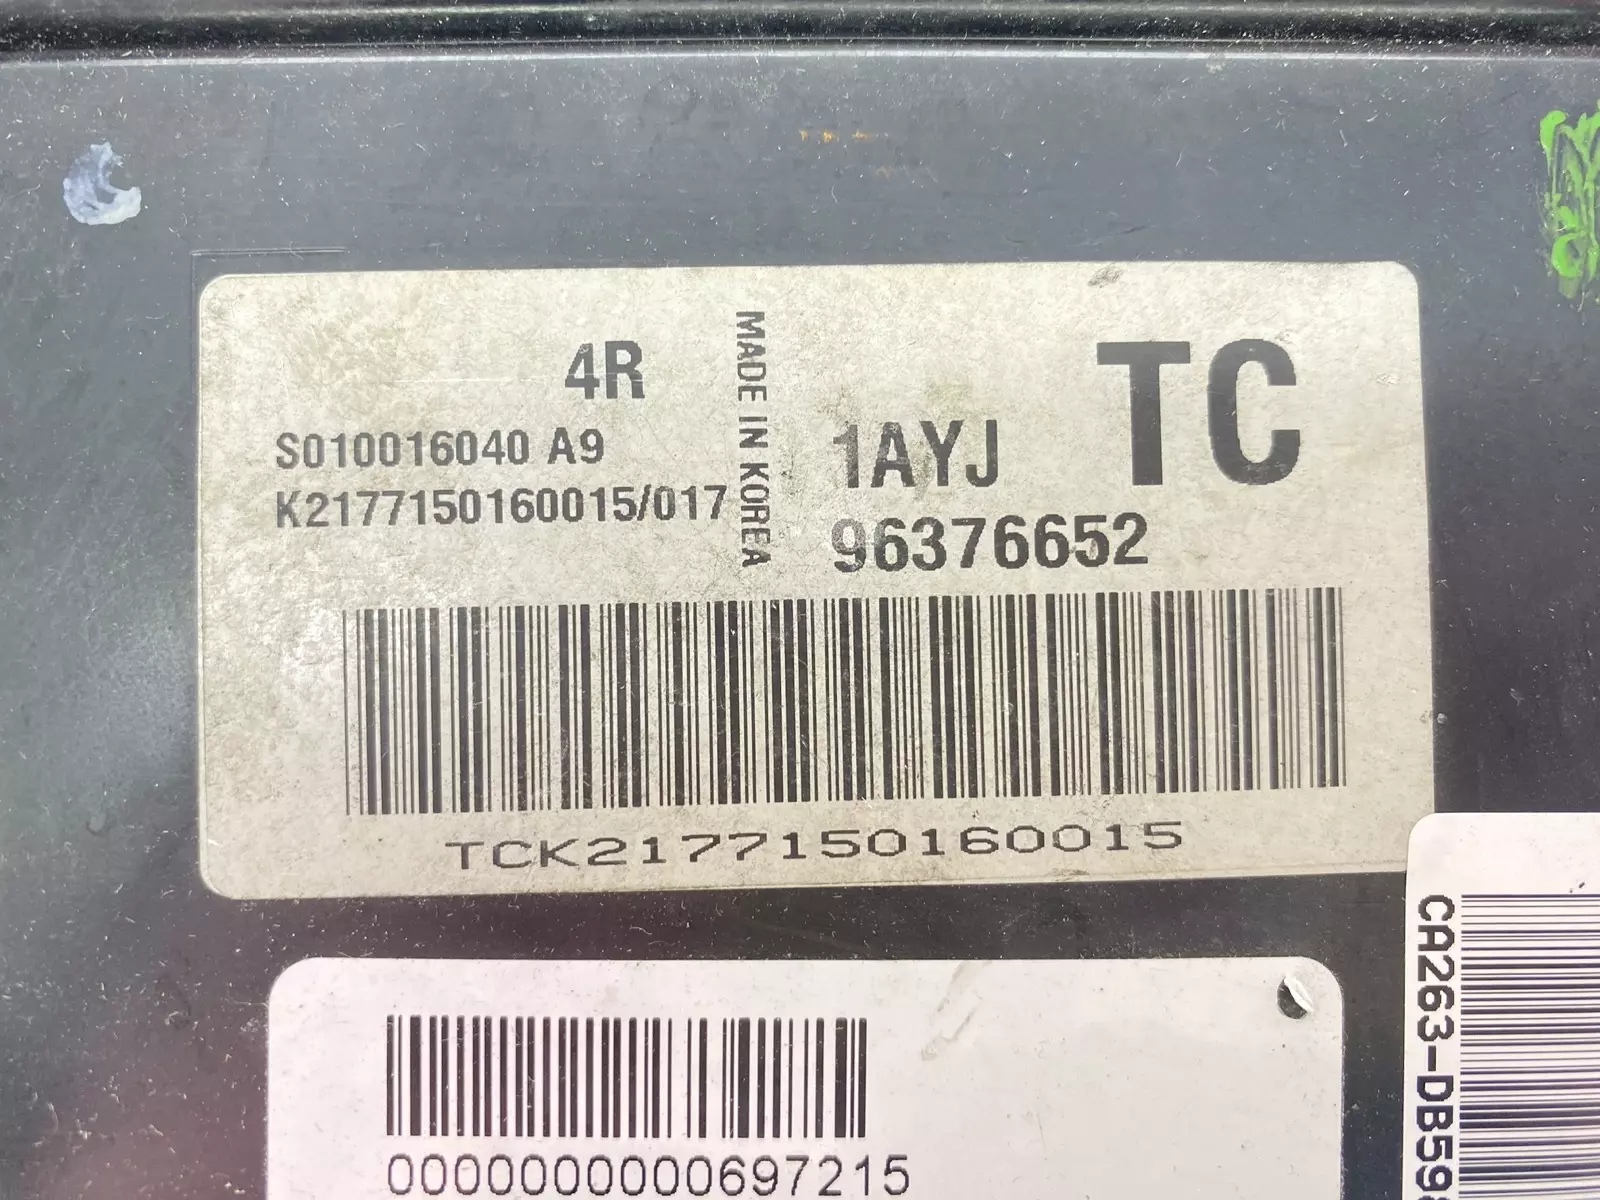 4R
S010016040 A9
K2177150160015/017
MADE IN KOREA
TC
1AYJ
96376652
TCK2177150160015
0000000000697215
CA263-DB59